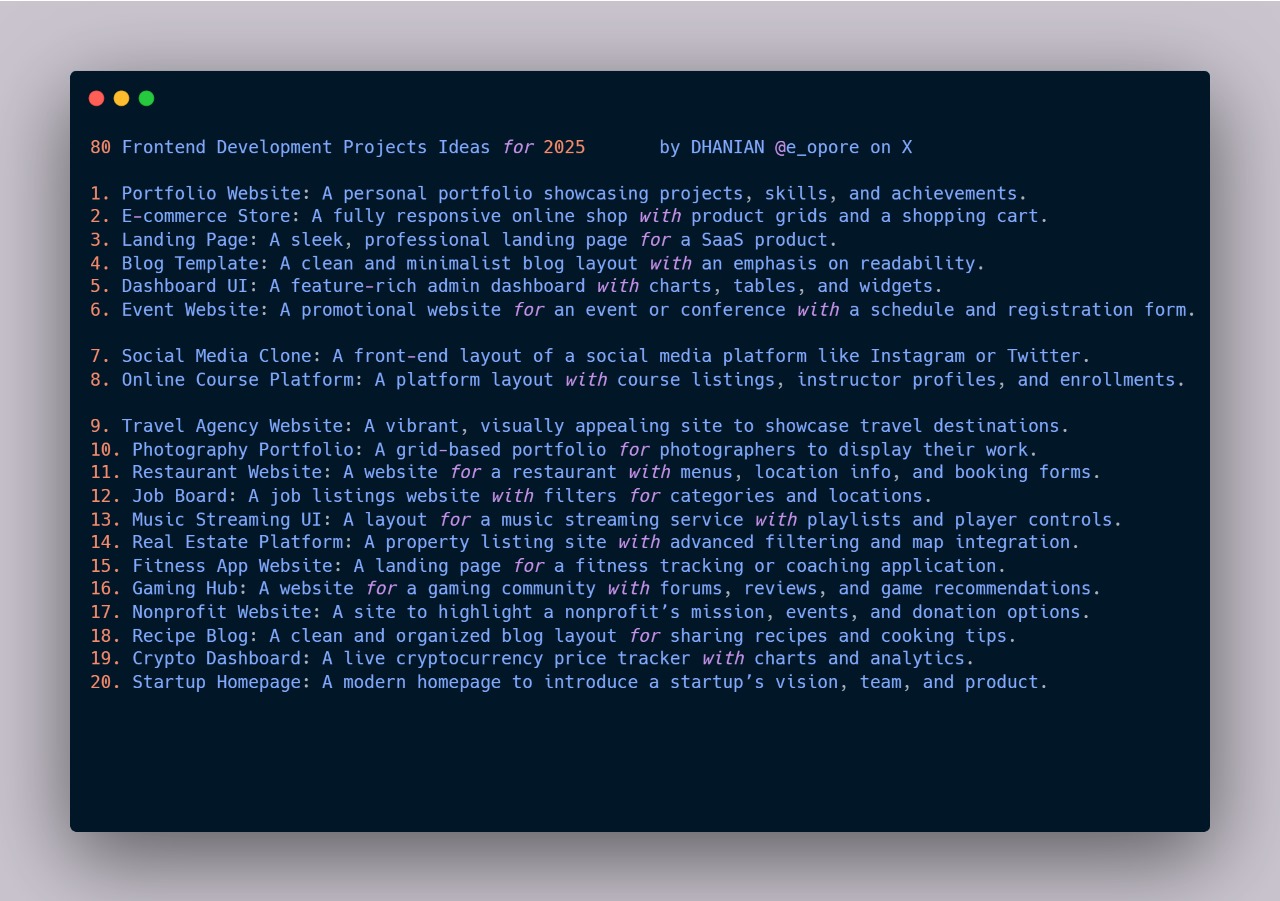 80 Frontend Development Projects Ideas for 2025       by DHANIAN @e_opore on X
1. Portfolio Website: A personal portfolio showcasing projects, skills, and achievements.
2. E-commerce Store: A fully responsive online shop with product grids and a shopping cart.
3. Landing Page: A sleek, professional landing page for a SaaS product.
4. Blog Template: A clean and minimalist blog layout with an emphasis on readability.
5. Dashboard UI: A feature-rich admin dashboard with charts, tables, and widgets.
6. Event Website: A promotional website for an event or conference with a schedule and registration form.
7. Social Media Clone: A front-end layout of a social media platform like Instagram or Twitter.
8. Online Course Platform: A platform layout with course listings, instructor profiles, and enrollments.
9. Travel Agency Website: A vibrant, visually appealing site to showcase travel destinations.
10. Photography Portfolio: A grid-based portfolio for photographers to display their work.
11. Restaurant Website: A website for a restaurant with menus, location info, and booking forms.
12. Job Board: A job listings website with filters for categories and locations.
13. Music Streaming UI: A layout for a music streaming service with playlists and player controls.
14. Real Estate Platform: A property listing site with advanced filtering and map integration.
15. Fitness App Website: A landing page for a fitness tracking or coaching application.
16. Gaming Hub: A website for a gaming community with forums, reviews, and game recommendations.
17. Nonprofit Website: A site to highlight a nonprofit’s mission, events, and donation options.
18. Recipe Blog: A clean and organized blog layout for sharing recipes and cooking tips.
19. Crypto Dashboard: A live cryptocurrency price tracker with charts and analytics.
20. Startup Homepage: A modern homepage to introduce a startup’s vision, team, and product.